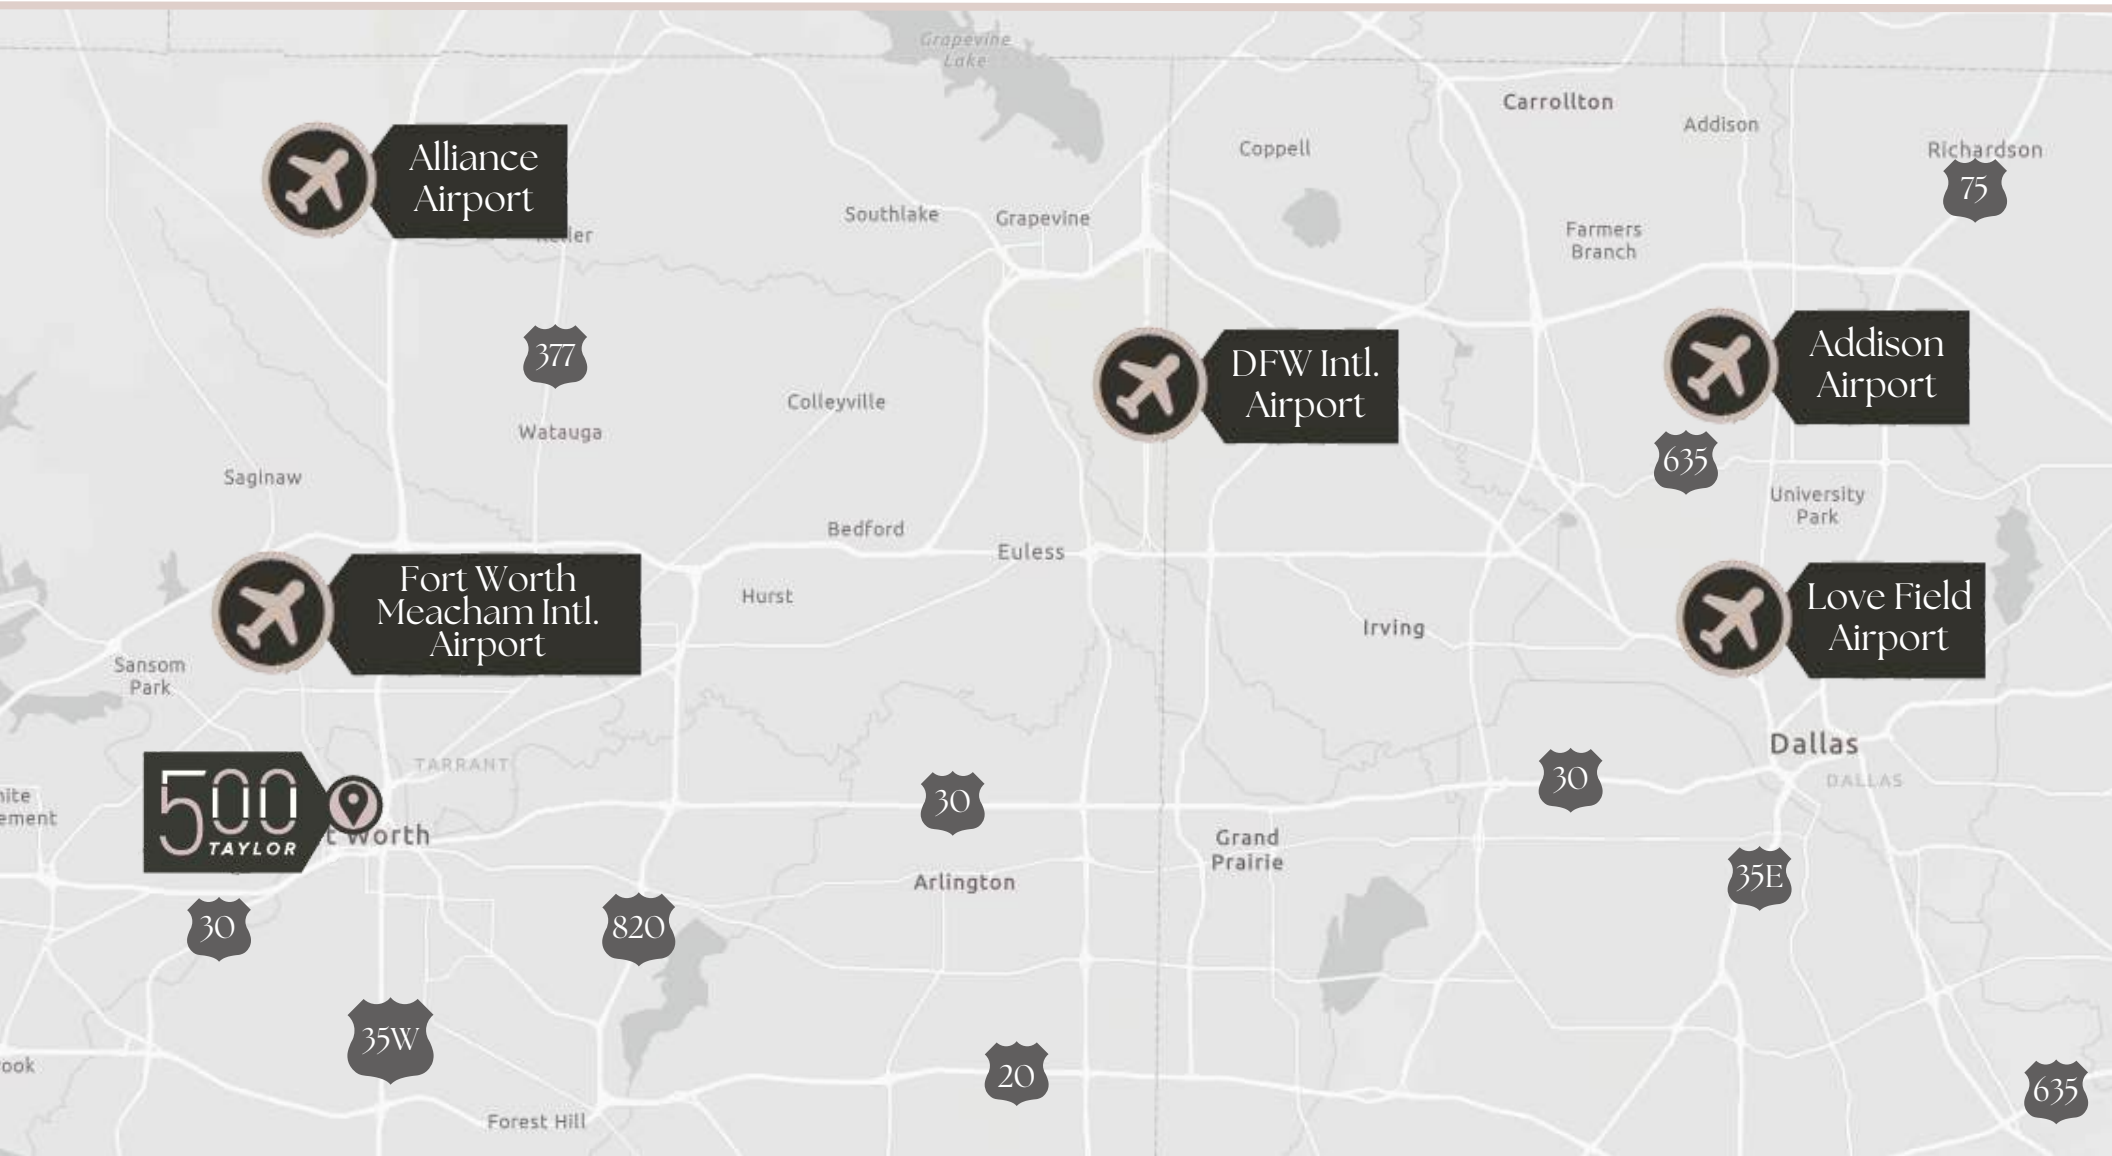 Grapevine
Lake
Carrollton
Addison
Richardson
75
Coppell
Alliance
Airport
Southlake
Grapevine
Farmers
Branch
377
DFW Intl.
Airport
Addison
Airport
Colleyville
Watauga
635
Saginaw
University
Park
Bedford
Euless
Fort Worth
Meacham Intl.
Airport
Hurst
Irving
Love Field
Airport
Sansom
Park
Dallas
DALLAS
TARRANT
500
TAYLOR
t Worth
30
30
Grand
Prairie
Arlington
35E
30
820
35W
20
635
Forest Hill